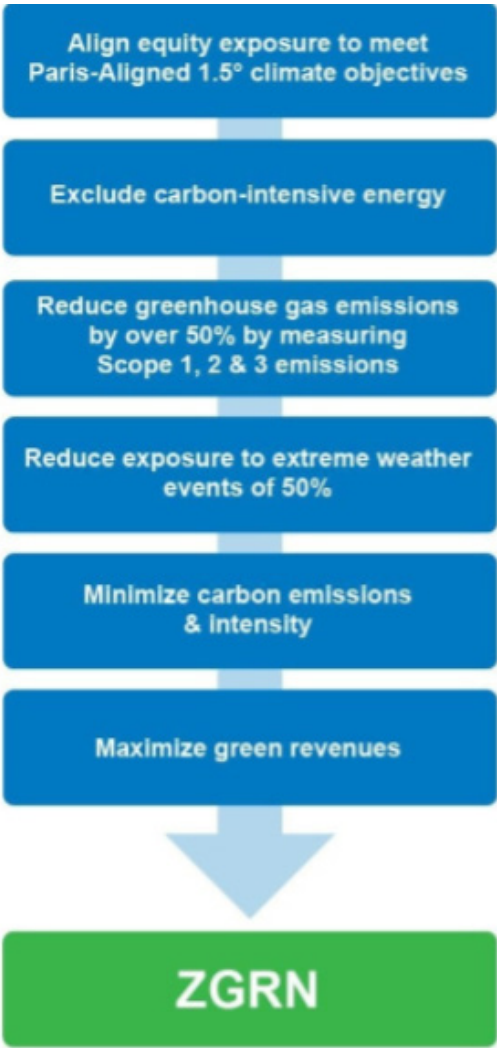 Align equity exposure to meet
Paris-Aligned 1.5° climate objectives
Exclude carbon-intensive energy
Reduce greenhouse gas emissions
by over 50% by measuring
Scope 1, 2 & 3 emissions
Reduce exposure to extreme weather
events of 50%
Minimize carbon emissions
& intensity
Maximize green revenues
ZGRN